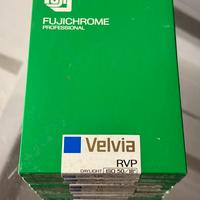 FUJI
FUJICHROME
PROFESSIONAL
Velvia
RVP
DAYLIGHT ISO 50/18°